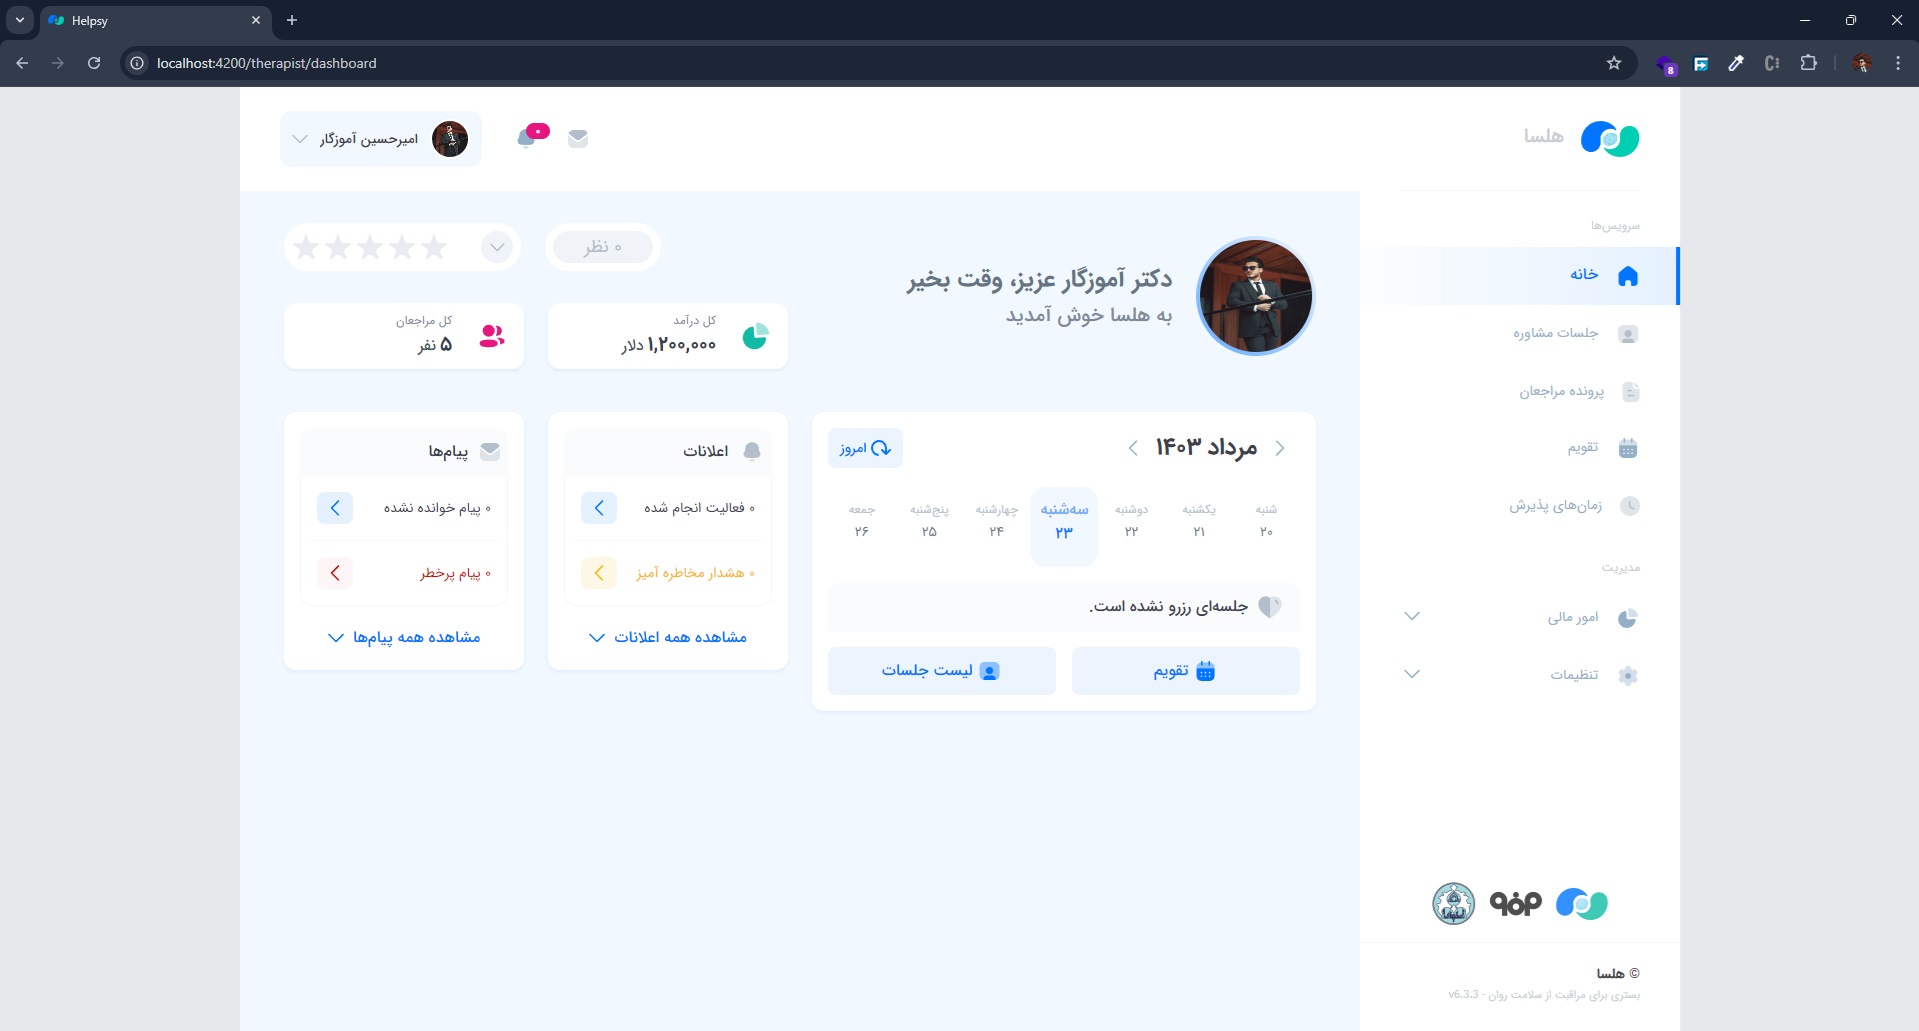 Helpsy
localhost:4200/therapist/dashboard
8
هلسا
۰
امیرحسین آموزگار
سرویس‌ها
خانه
جلسات مشاوره
پرونده مراجعان
تقویم
زمان‌های پذیرش
مدیریت
امور مالی
تنظیمات
دکتر آموزگار عزیز، وقت بخیر
به هلسا خوش آمدید
۰ نظر
کل درآمد
۱,۲۰۰,۰۰۰ دلار
کل مراجعان
۵ نفر
مرداد ۱۴۰۳
امروز
شنبه یکشنبه دوشنبه سه‌شنبه چهارشنبه پنج‌شنبه جمعه
۲۰ ۲۱ ۲۲ ۲۳ ۲۴ ۲۵ ۲۶
جلسه‌ای رزرو نشده است.
تقویم
لیست جلسات
اعلانات
۰ فعالیت انجام شده
۰ هشدار مخاطره آمیز
مشاهده همه اعلانات
پیام‌ها
۰ پیام خوانده نشده
۰ پیام پرخطر
مشاهده همه پیام‌ها
© هلسا
بستری برای مراقبت از سلامت روان - v6.3.3